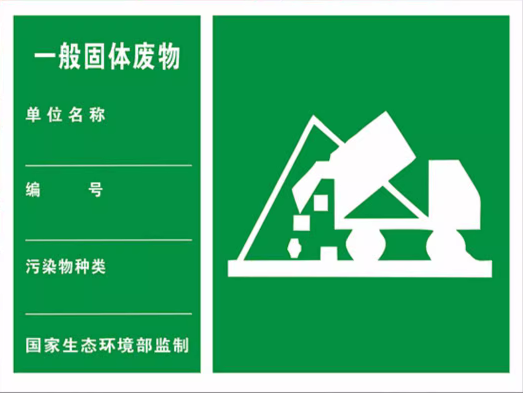 一般固体废物
单位名称
编 号
污染物种类
国家生态环境部监制